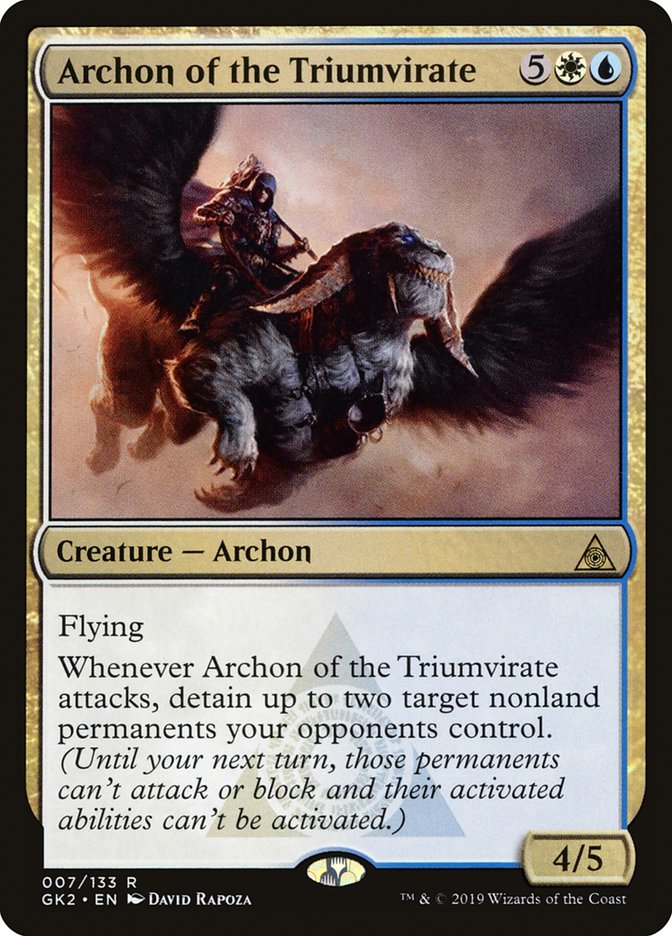 Archon of the Triumvirate 5
Creature — Archon
Flying
Whenever Archon of the Triumvirate
attacks, detain up to two target nonland
permanents your opponents control.
(Until your next turn, those permanents
can't attack or block and their activated
abilities can't be activated.)
4/5
007/133 R
GK2 • EN David Rapoza
™ & © 2019 Wizards of the Coast